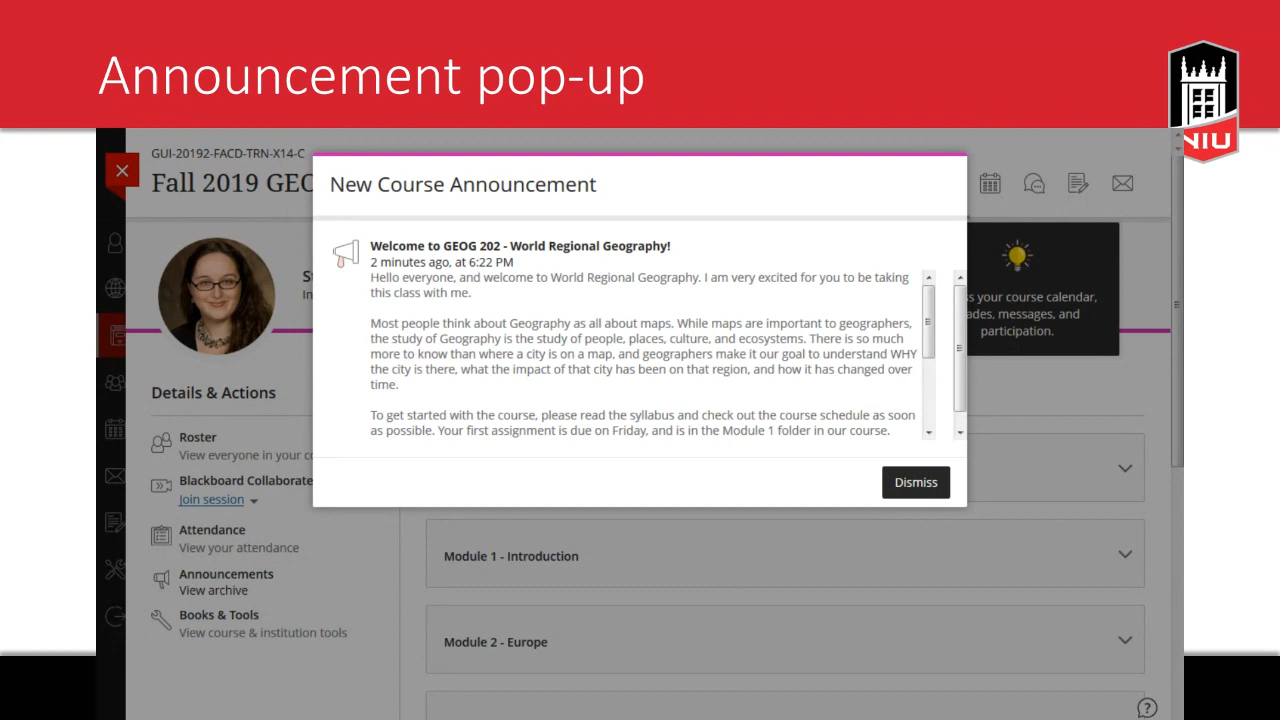 Announcement pop-up
NIU
GUI-20192-FACD-TRN-X14-C
Fall 2019 GEO
New Course Announcement
Welcome to GEOG 202 - World Regional Geography!
2 minutes ago, at 6:22 PM
Hello everyone, and welcome to World Regional Geography. I am very excited for you to be taking
this class with me.
Most people think about Geography as all about maps. While maps are important to geographers,
the study of Geography is the study of people, places, culture, and ecosystems. There is so much
more to know than where a city is on a map, and geographers make it our goal to understand WHY
the city is there, what the impact of that city has been on that region, and how it has changed over
time.
To get started with the course, please read the syllabus and check out the course schedule as soon
as possible. Your first assignment is due on Friday, and is in the Module 1 folder in our course.
Dismiss
s your course calendar,
ades, messages, and
participation.
Details & Actions
Roster
View everyone in your co
Blackboard Collaborate
Join session
Attendance
View your attendance
Announcements
View archive
Books & Tools
View course & institution tools
Module 1 - Introduction
Module 2 - Europe